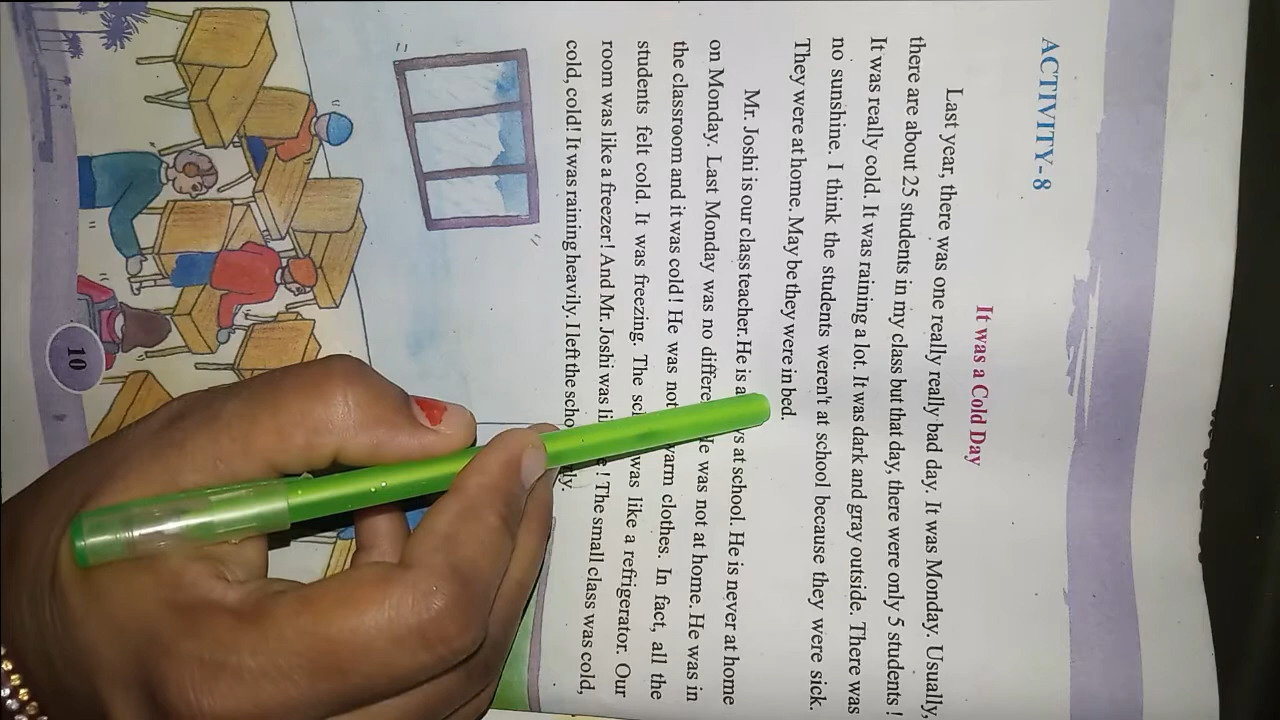 ACTIVITY-8
It was a Cold Day
Last year, there was one really really bad day. It was Monday. Usually,
there are about 25 students in my class but that day, there were only 5 students !
It was really cold. It was raining a lot. It was dark and gray outside. There was
no sunshine. I think the students weren't at school because they were sick.
They were at home. May be they were in bed.
Mr. Joshi is our class teacher. He is at school. He is never at home
on Monday. Last Monday was no He was not at home. He was in
the classroom and it was cold ! He was not clothes. In fact, all the
students felt cold. It was freezing. The was like a refrigerator. Our
room was like a freezer! And Mr. Joshi was ! The small class was cold,
cold, cold! It was raining heavily. I left the
10